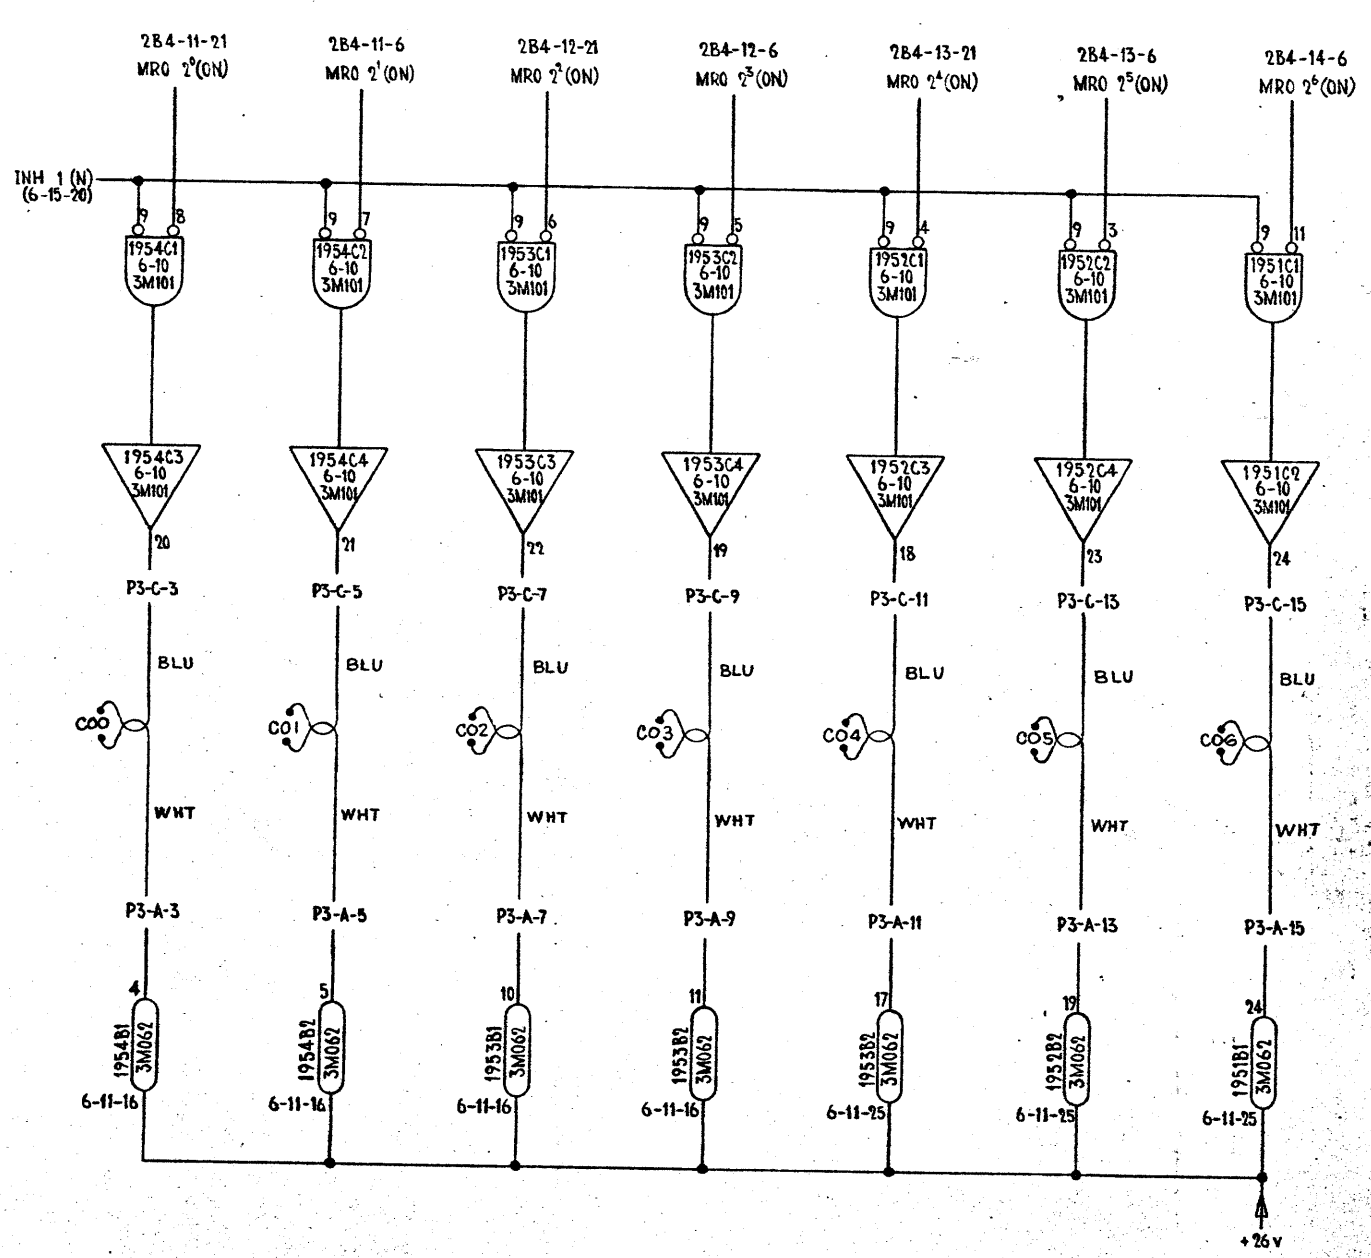 2B4-11-21 2B4-11-6 2B4-12-21 2B4-12-6 2B4-13-21 2B4-13-6 2B4-14-6
MRO 2⁰(ON) MRO 2¹(ON) MRO 2²(ON) MRO 2³(ON) MRO 2⁴(ON) MRO 2⁵(ON) MRO 2⁶(ON)
INH 1 (N)
(6-15-20)
9 8 9 7 9 6 9 5 9 4 9 3 9 11
1954C1 1954C2 1953C1 1953C2 1952C1 1952C2 1951C1
6-10 6-10 6-10 6-10 6-10 6-10 6-10
3M101 3M101 3M101 3M101 3M101 3M101 3M101
1954C3 1954C4 1953C3 1953C4 1952C3 1952C4 1951C2
6-10 6-10 6-10 6-10 6-10 6-10 6-10
3M101 3M101 3M101 3M101 3M101 3M101 3M101
20 21 22 19 18 23 24
P3-C-3 P3-C-5 P3-C-7 P3-C-9 P3-C-11 P3-C-13 P3-C-15
BLU BLU BLU BLU BLU BLU BLU
C00 C01 C02 C03 C04 C05 C06
WHT WHT WHT WHT WHT WHT WHT
P3-A-3 P3-A-5 P3-A-7 P3-A-9 P3-A-11 P3-A-13 P3-A-15
4 5 10 11 17 19 24
1954B1 1954B2 1953B1 1953B2 1953B2 1952B2 1951B1
3M062 3M062 3M062 3M062 3M062 3M062 3M062
6-11-16 6-11-16 6-11-16 6-11-16 6-11-25 6-11-25 6-11-25
+26v